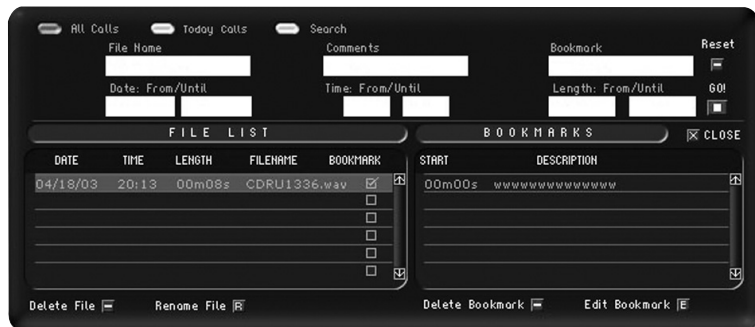 All Calls Today Calls Search
File Name Comments Bookmark Reset
Date: From/Until Time: From/Until Length: From/Until GO!
FILE LIST BOOKMARKS CLOSE
DATE TIME LENGTH FILENAME BOOKMARK START DESCRIPTION
04/18/03 20:13 00m08s CDRU1336.wav 00m00s wwwwwwwwwwwwww
Delete File Rename File R Delete Bookmark Edit Bookmark E